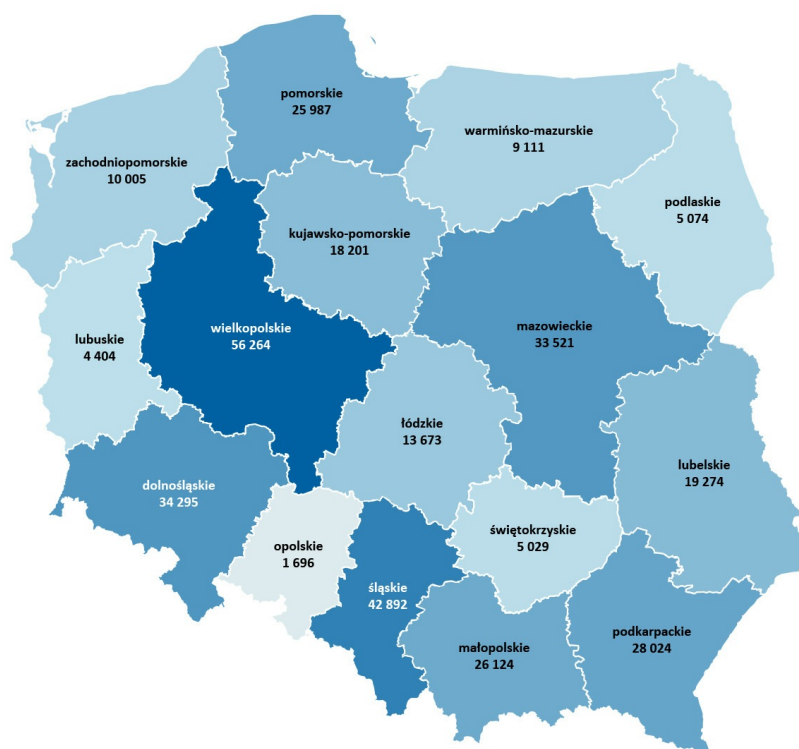 pomorskie
25 987
warmińsko-mazurskie
9 111
zachodniopomorskie
10 005
podlaskie
5 074
kujawsko-pomorskie
18 201
wielkopolskie
56 264
mazowieckie
33 521
lubuskie
4 404
łódzkie
13 673
lubelskie
19 274
dolnośląskie
34 295
świętokrzyskie
5 029
opolskie
1 696
śląskie
42 892
podkarpackie
28 024
małopolskie
26 124